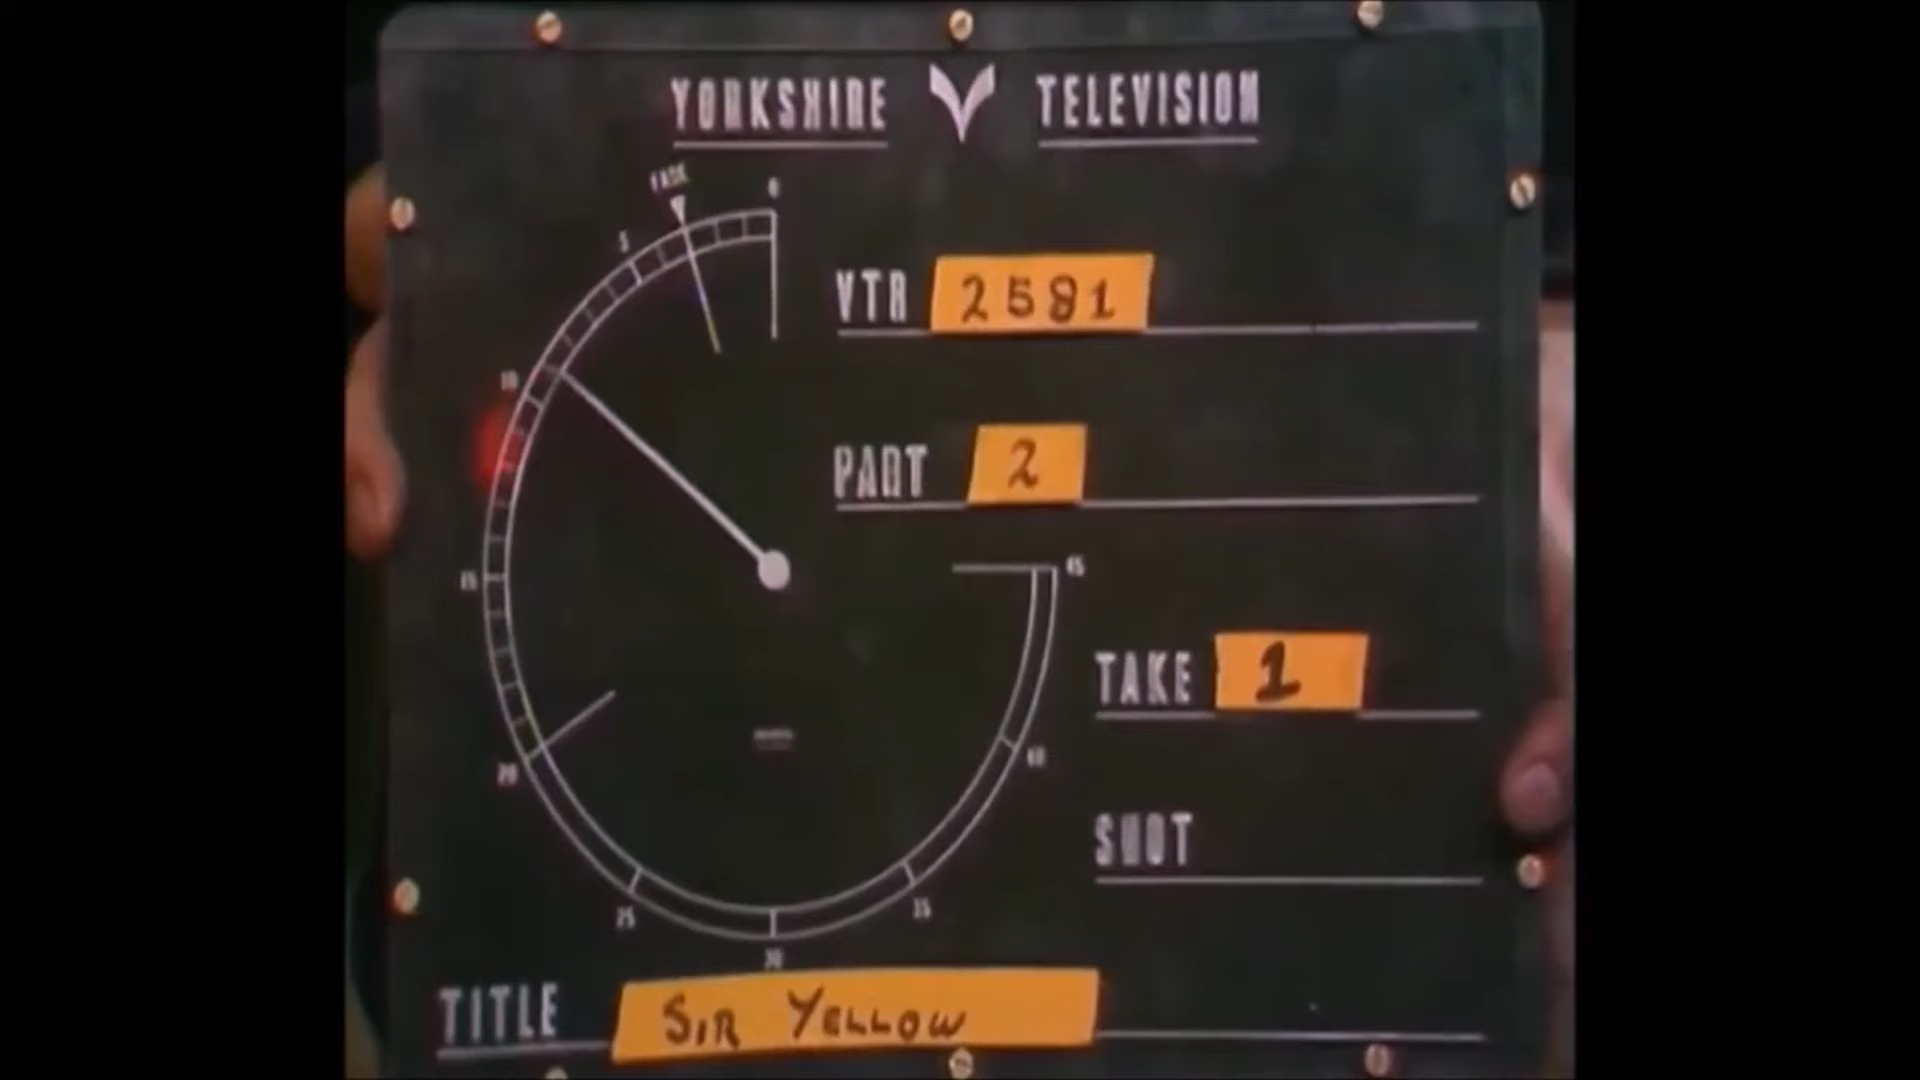 YORKSHIRE TELEVISION
FADE
0
5
VTR 2581
10
PART 2
15
45
TAKE 1
40
20
SHOT
25
35
30
TITLE SIR YELLOW